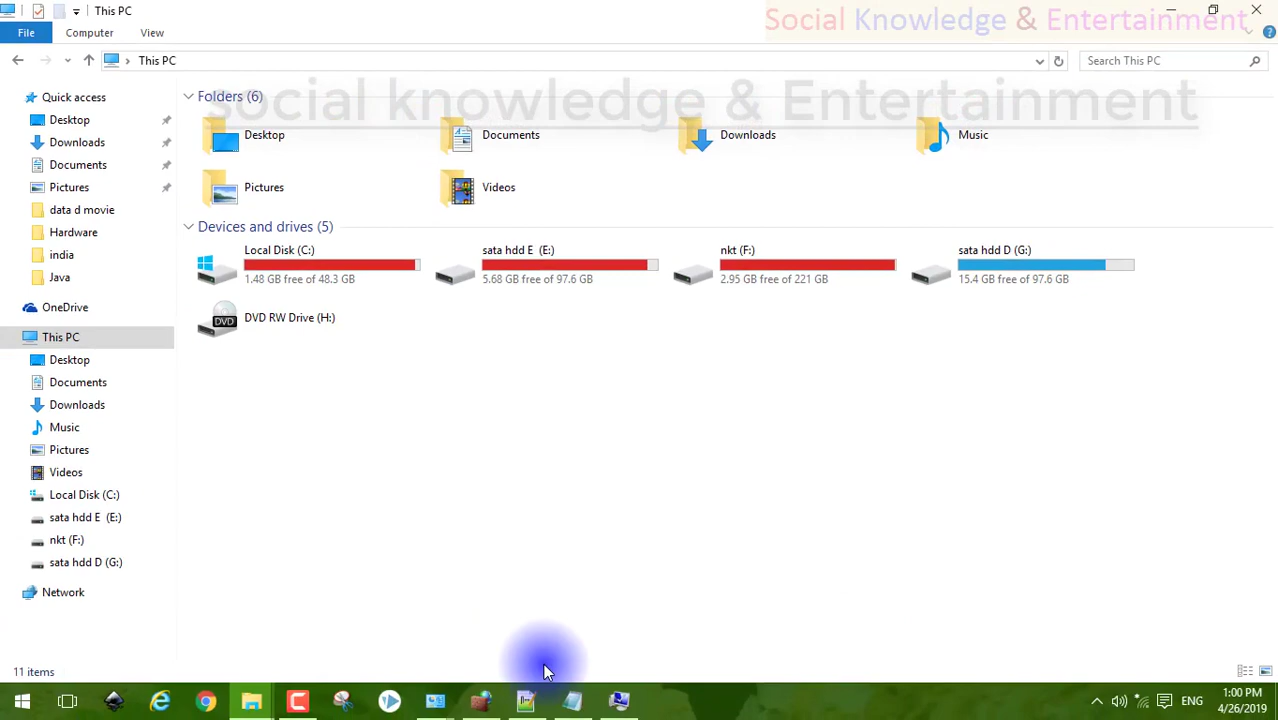 This PC
Social Knowledge & Entertainment
File
Computer
View
This PC
Search This PC
Social knowledge & Entertainment
Quick access
Desktop
Downloads
Documents
Pictures
data d movie
Hardware
india
Java
OneDrive
This PC
Desktop
Documents
Downloads
Music
Pictures
Videos
Local Disk (C:)
sata hdd E (E:)
nkt (F:)
sata hdd D (G:)
Network
Folders (6)
Desktop
Documents
Downloads
Music
Pictures
Videos
Devices and drives (5)
Local Disk (C:)
1.48 GB free of 48.3 GB
sata hdd E (E:)
5.68 GB free of 97.6 GB
nkt (F:)
2.95 GB free of 221 GB
sata hdd D (G:)
15.4 GB free of 97.6 GB
DVD
DVD RW Drive (H:)
11 items
ENG
1:00 PM
4/26/2019